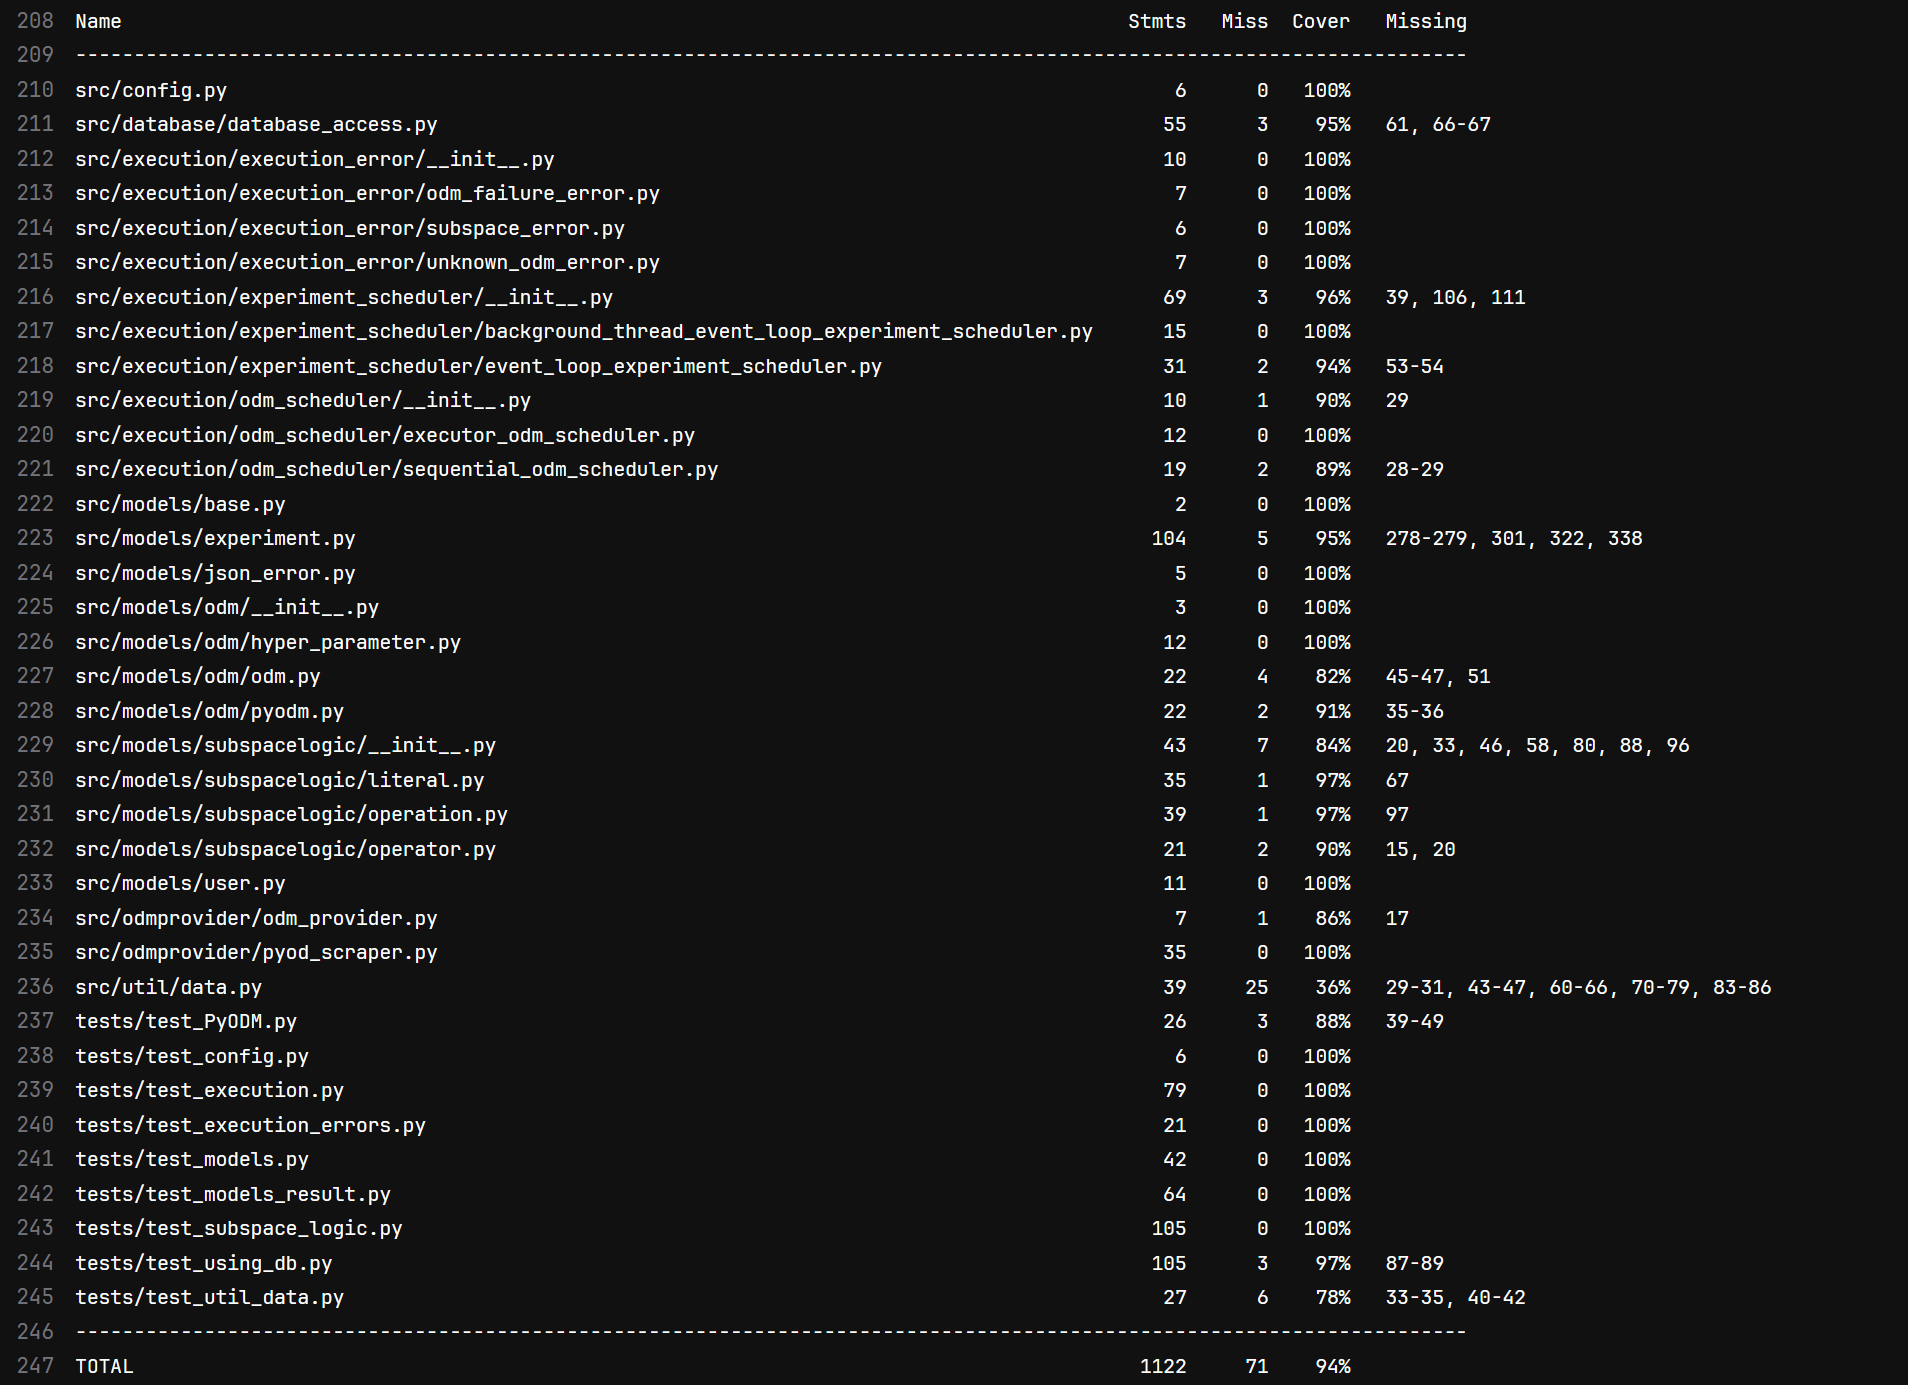 208 Name Stmts Miss Cover Missing
209 -----------------------------------------------------------------------------------------------------------------------
210 src/config.py 6 0 100%
211 src/database/database_access.py 55 3 95% 61, 66-67
212 src/execution/execution_error/__init__.py 10 0 100%
213 src/execution/execution_error/odm_failure_error.py 7 0 100%
214 src/execution/execution_error/subspace_error.py 6 0 100%
215 src/execution/execution_error/unknown_odm_error.py 7 0 100%
216 src/execution/experiment_scheduler/__init__.py 69 3 96% 39, 106, 111
217 src/execution/experiment_scheduler/background_thread_event_loop_experiment_scheduler.py 15 0 100%
218 src/execution/experiment_scheduler/event_loop_experiment_scheduler.py 31 2 94% 53-54
219 src/execution/odm_scheduler/__init__.py 10 1 90% 29
220 src/execution/odm_scheduler/executor_odm_scheduler.py 12 0 100%
221 src/execution/odm_scheduler/sequential_odm_scheduler.py 19 2 89% 28-29
222 src/models/base.py 2 0 100%
223 src/models/experiment.py 104 5 95% 278-279, 301, 322, 338
224 src/models/json_error.py 5 0 100%
225 src/models/odm/__init__.py 3 0 100%
226 src/models/odm/hyper_parameter.py 12 0 100%
227 src/models/odm/odm.py 22 4 82% 45-47, 51
228 src/models/odm/pyodm.py 22 2 91% 35-36
229 src/models/subspacelogic/__init__.py 43 7 84% 20, 33, 46, 58, 80, 88, 96
230 src/models/subspacelogic/literal.py 35 1 97% 67
231 src/models/subspacelogic/operation.py 39 1 97% 97
232 src/models/subspacelogic/operator.py 21 2 90% 15, 20
233 src/models/user.py 11 0 100%
234 src/odmprovider/odm_provider.py 7 1 86% 17
235 src/odmprovider/pyod_scraper.py 35 0 100%
236 src/util/data.py 39 25 36% 29-31, 43-47, 60-66, 70-79, 83-86
237 tests/test_PyODM.py 26 3 88% 39-49
238 tests/test_config.py 6 0 100%
239 tests/test_execution.py 79 0 100%
240 tests/test_execution_errors.py 21 0 100%
241 tests/test_models.py 42 0 100%
242 tests/test_models_result.py 64 0 100%
243 tests/test_subspace_logic.py 105 0 100%
244 tests/test_using_db.py 105 3 97% 87-89
245 tests/test_util_data.py 27 6 78% 33-35, 40-42
246 -----------------------------------------------------------------------------------------------------------------------
247 TOTAL 1122 71 94%